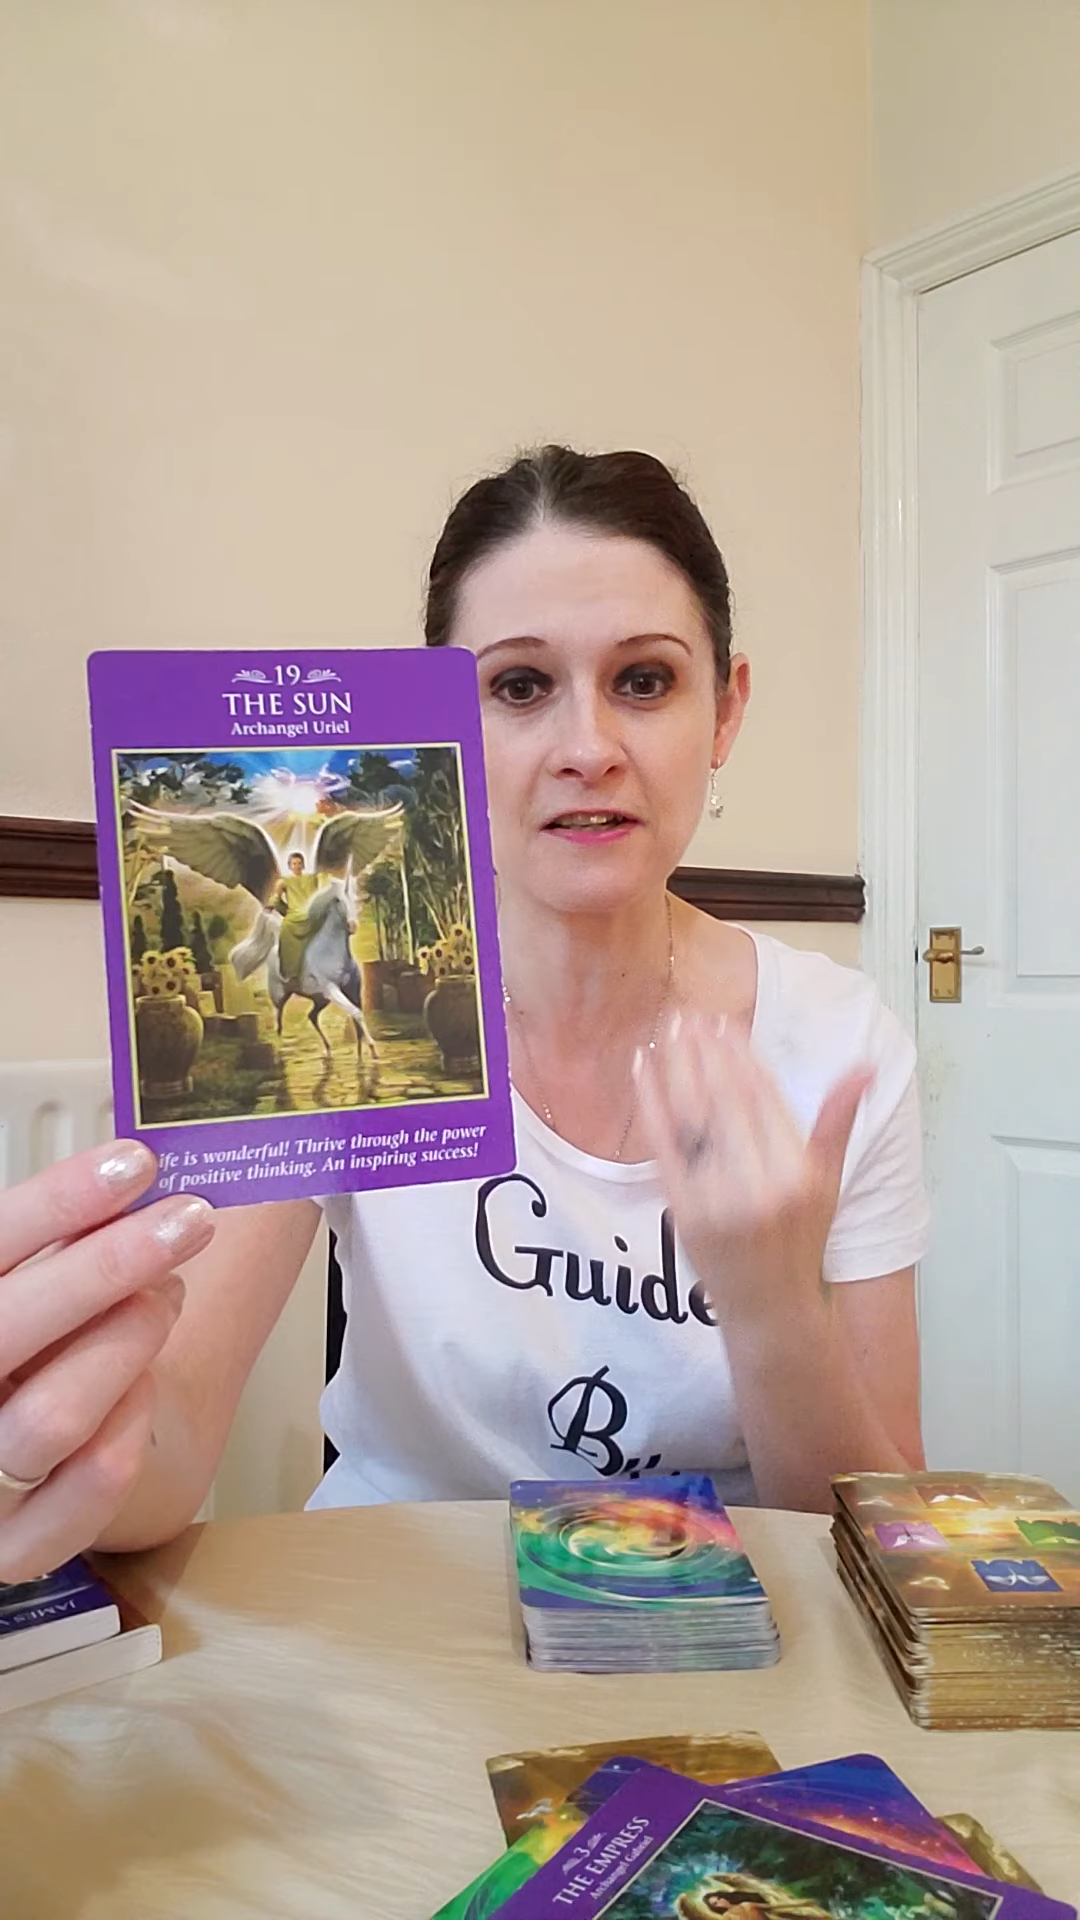 19
THE SUN
Archangel Uriel
ife is wonderful! Thrive through the power
of positive thinking. An inspiring success!
Guide
B
JAMES
3
THE EMPRESS
Archangel Gabriel